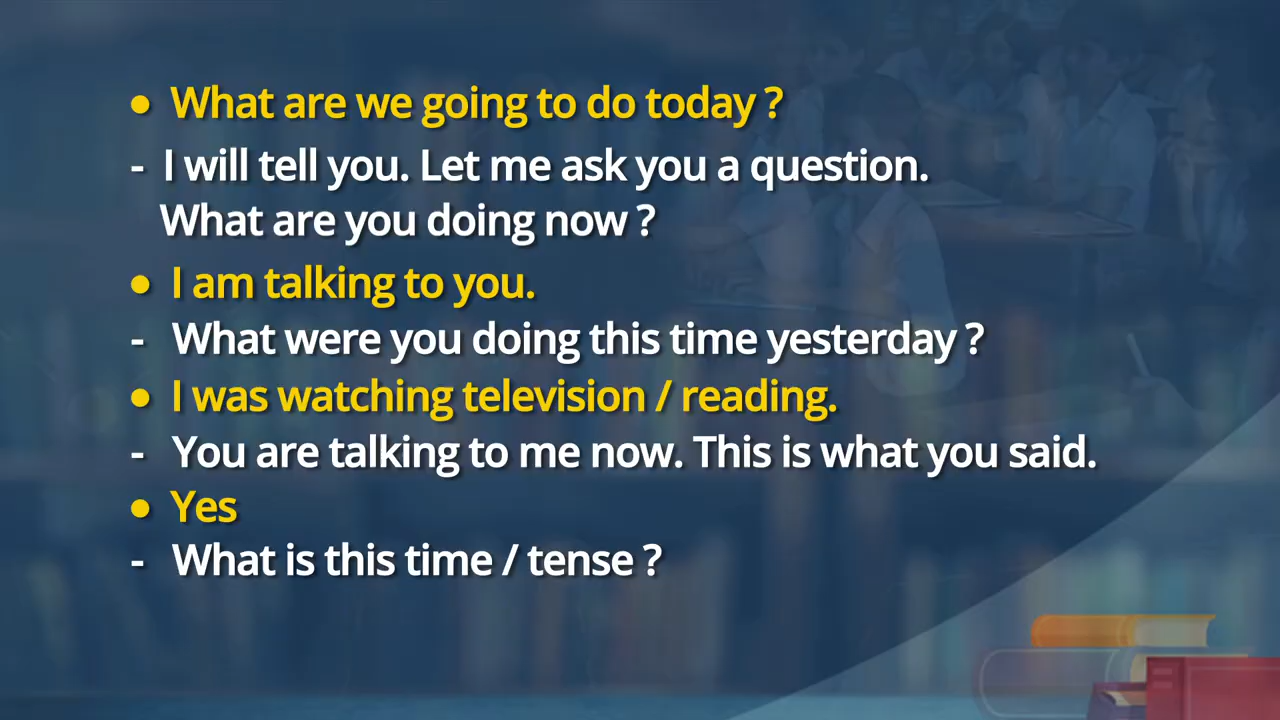 ● What are we going to do today ?
- I will tell you. Let me ask you a question.
What are you doing now ?
● I am talking to you.
- What were you doing this time yesterday ?
● I was watching television / reading.
- You are talking to me now. This is what you said.
● Yes
- What is this time / tense ?